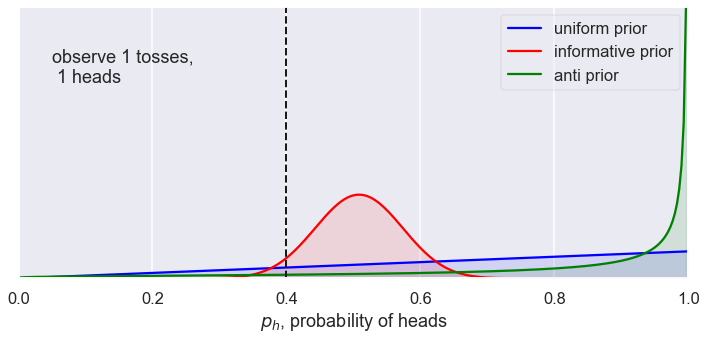 observe 1 tosses,
1 heads
uniform prior
informative prior
anti prior
0.0 0.2 0.4 0.6 0.8 1.0
p_h, probability of heads